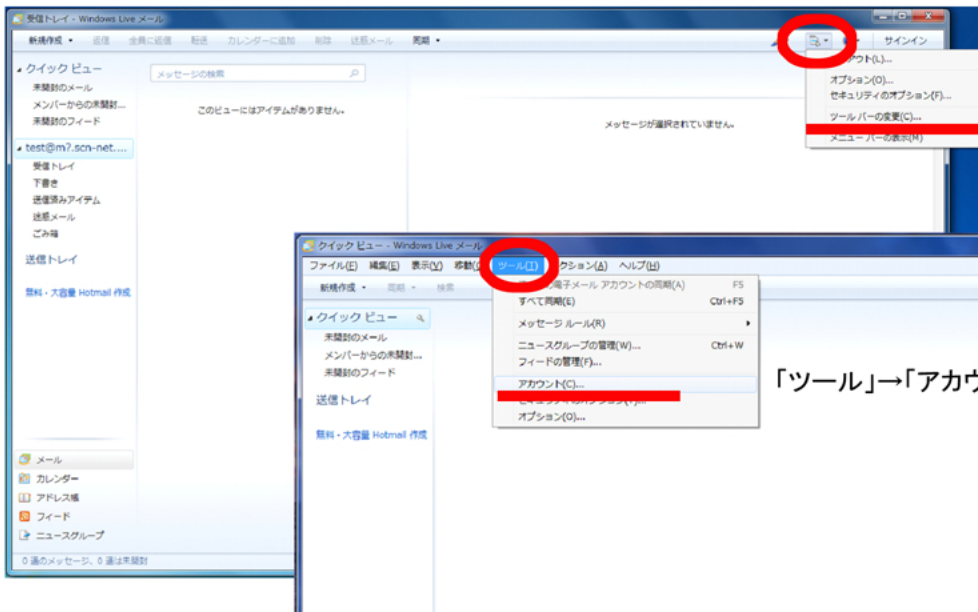 受信トレイ - Windows Live メール
新規作成 返信 全員に返信 転送 カレンダーに追加 削除 迷惑メール 同期 サインイン
クイック ビュー
未開封のメール
メンバーからの未開封...
未開封のフィード
test@m?.scn-net....
受信トレイ
下書き
送信済みアイテム
迷惑メール
ごみ箱
送信トレイ
無料・大容量 Hotmail 作成
メッセージの検索
このビューにはアイテムがありません。
メッセージが選択されていません。
オプション(O)...
セキュリティのオプション(F)...
ツール バーの変更(C)...
メニュー バーの表示(M)
メール
カレンダー
アドレス帳
フィード
ニュースグループ
0 通のメッセージ、0 通は未開封
クイック ビュー - Windows Live メール
ファイル(F) 編集(E) 表示(V) ツール(T) クション(A) ヘルプ(H)
新規作成 同期 検索
クイック ビュー
未開封のメール
メンバーからの未開封...
未開封のフィード
送信トレイ
無料・大容量 Hotmail 作成
電子メール アカウントの同期(A) F5
すべて同期(E) Ctrl+F5
メッセージ ルール(R)
ニュースグループの管理(W)... Ctrl+W
フィードの管理(F)...
アカウント(C)...
オプション(O)...
「ツール」→「アカウ